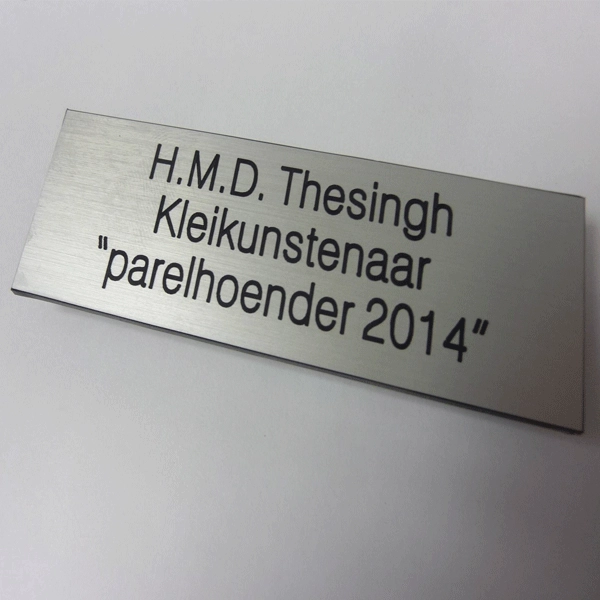 H.M.D. Thesingh
Kleikunstenaar
"parelhoender 2014"